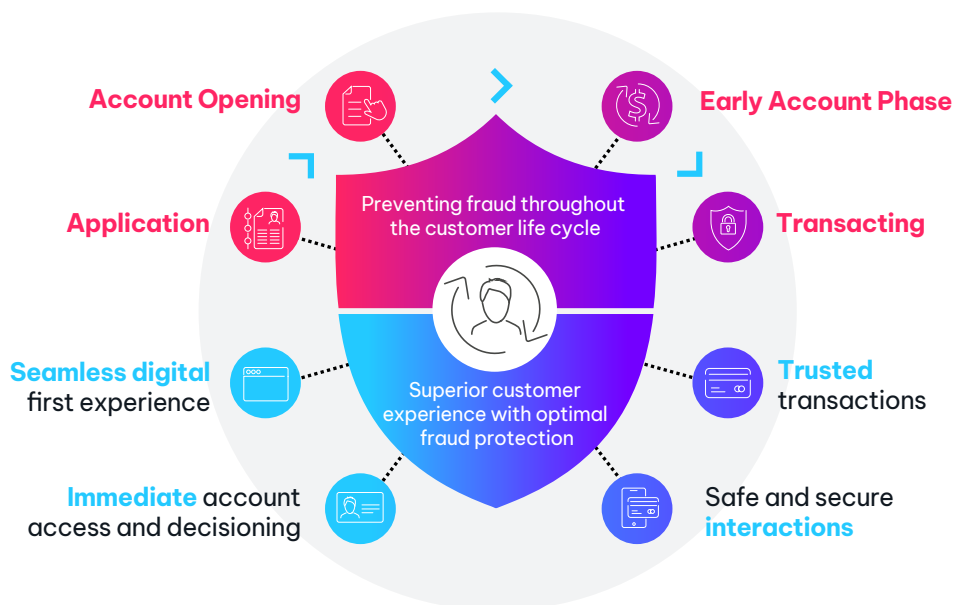 Account Opening
Early Account Phase
Application
Transacting
Preventing fraud throughout
the customer life cycle
Seamless digital
first experience
Trusted
transactions
Superior customer
experience with optimal
fraud protection
Immediate account
access and decisioning
Safe and secure
interactions